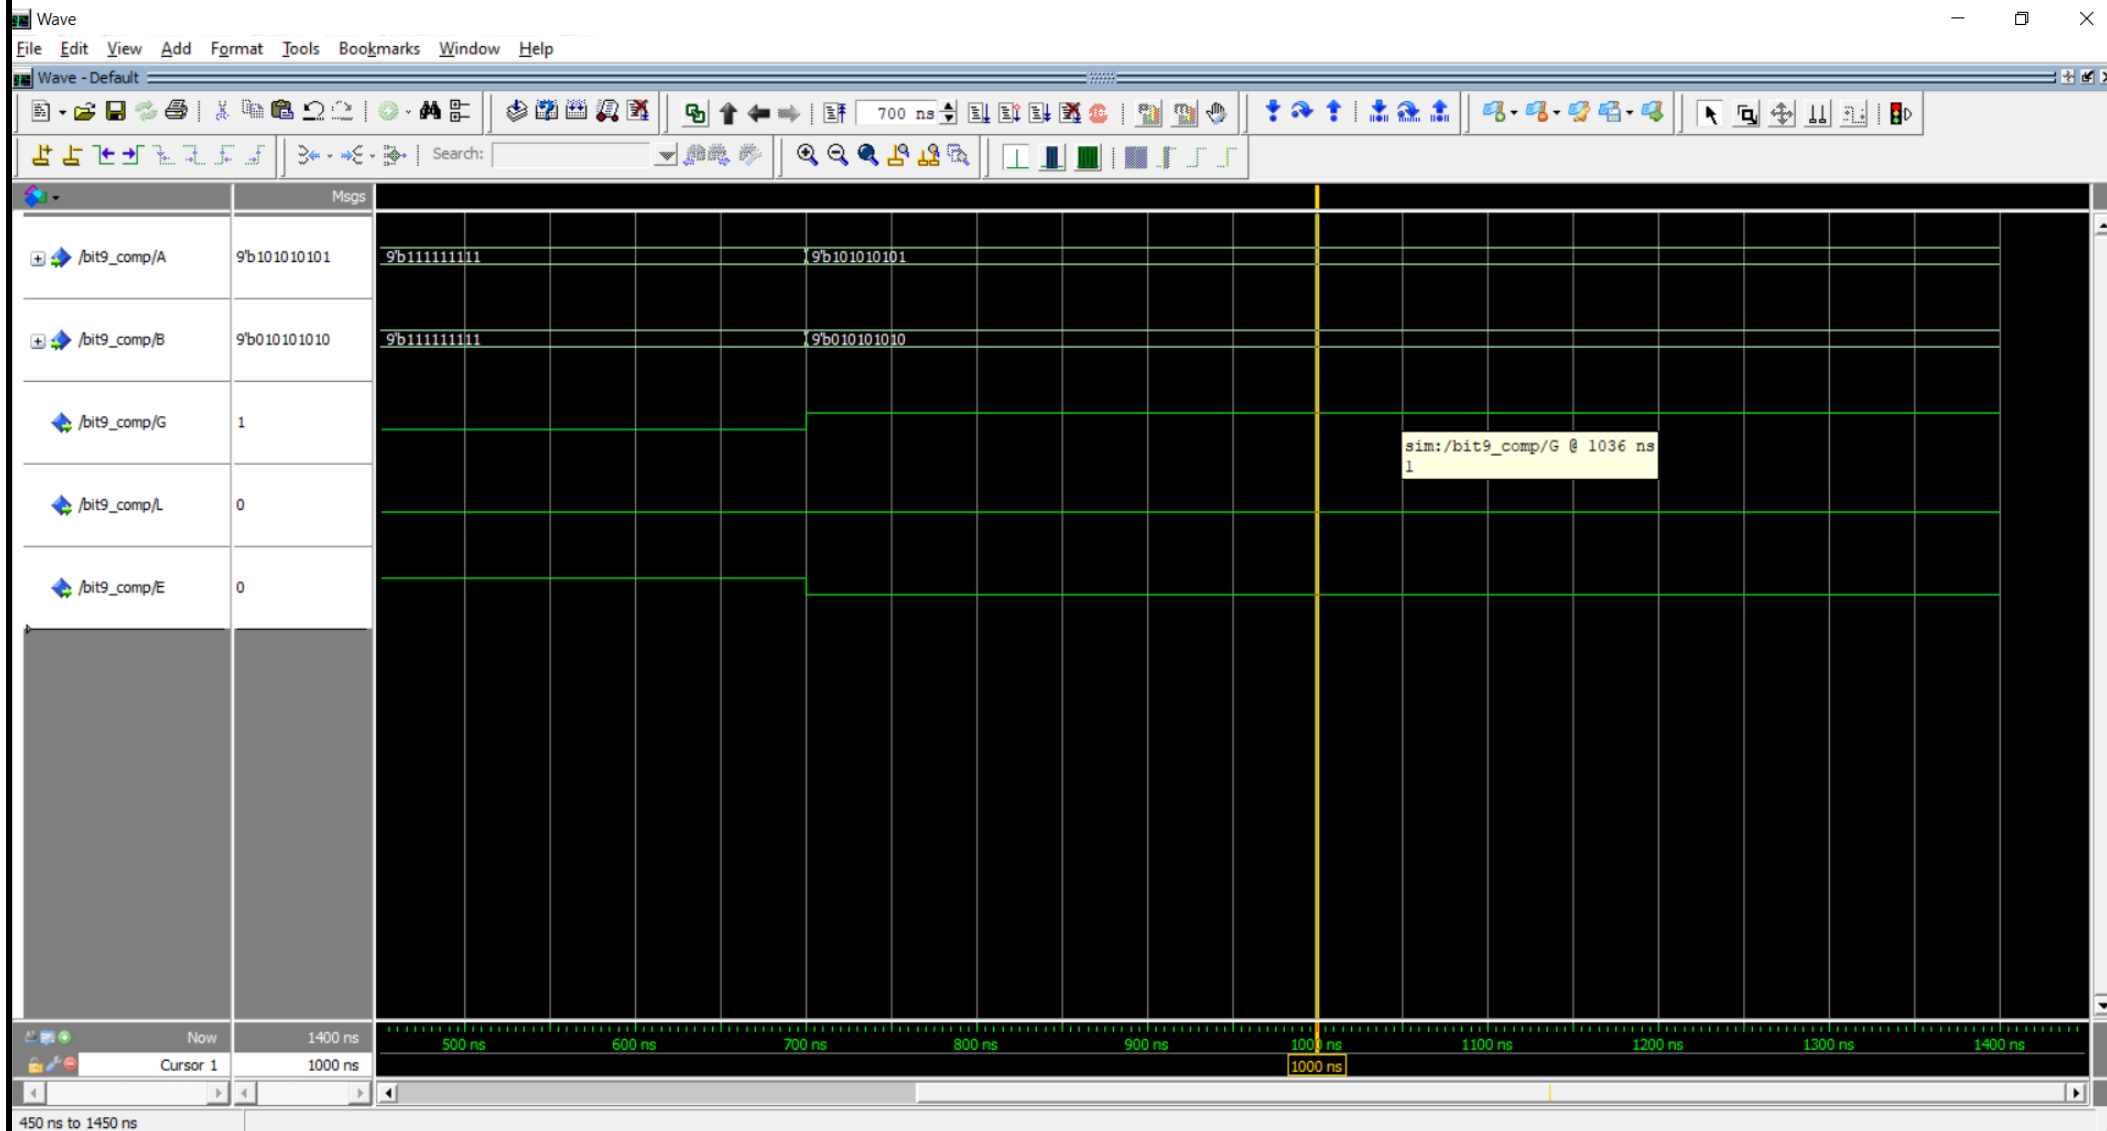 Wave
File Edit View Add Format Tools Bookmarks Window Help
Wave - Default
700 ns
Search:
Msgs
/bit9_comp/A 9'b101010101 9'b111111111 9'b101010101
/bit9_comp/B 9'b010101010 9'b111111111 9'b010101010
/bit9_comp/G 1
sim:/bit9_comp/G @ 1036 ns
1
/bit9_comp/L 0
/bit9_comp/E 0
Now 1400 ns 500 ns 600 ns 700 ns 800 ns 900 ns 1000 ns 1100 ns 1200 ns 1300 ns 1400 ns
Cursor 1 1000 ns 1000 ns
450 ns to 1450 ns